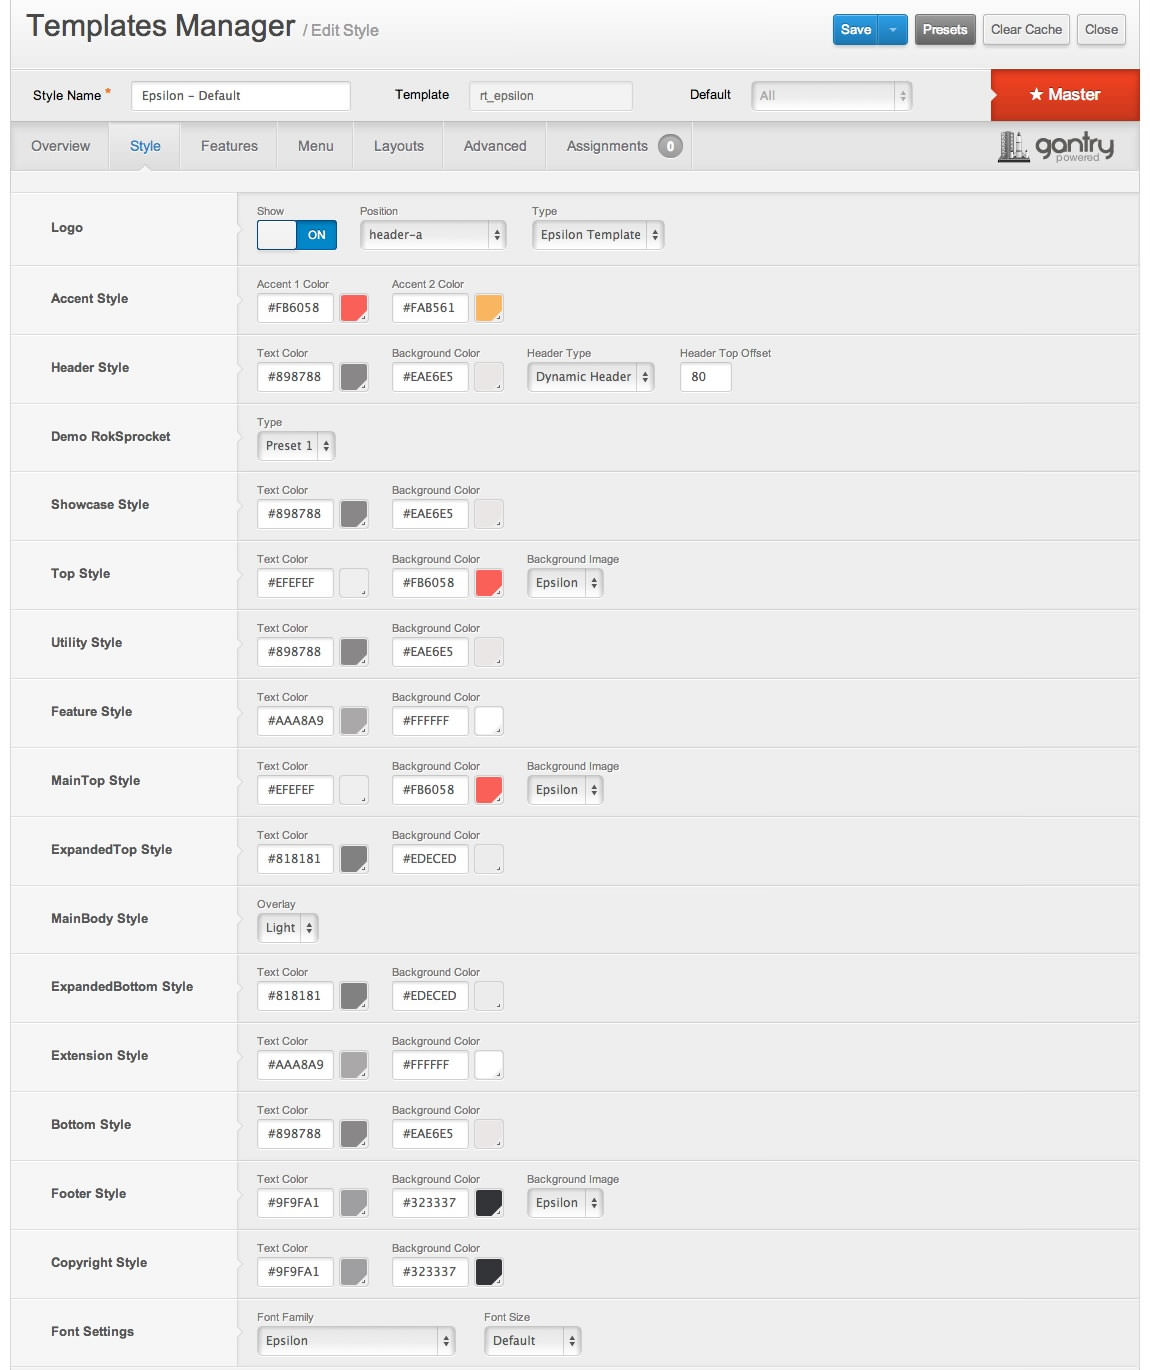 Templates Manager / Edit Style
Save Presets Clear Cache Close
Style Name * Epsilon – Default Template rt_epsilon Default All ★ Master
Overview Style Features Menu Layouts Advanced Assignments 0 gantry powered
Show Position Type
Logo ON header-a Epsilon Template
Accent 1 Color Accent 2 Color
Accent Style #FB6058 #FAB561
Text Color Background Color Header Type Header Top Offset
Header Style #898788 #EAE6E5 Dynamic Header 80
Type
Demo RokSprocket Preset 1
Text Color Background Color
Showcase Style #898788 #EAE6E5
Text Color Background Color Background Image
Top Style #EFEFEF #FB6058 Epsilon
Text Color Background Color
Utility Style #898788 #EAE6E5
Text Color Background Color
Feature Style #AAA8A9 #FFFFFF
Text Color Background Color Background Image
MainTop Style #EFEFEF #FB6058 Epsilon
Text Color Background Color
ExpandedTop Style #818181 #EDECED
Overlay
MainBody Style Light
Text Color Background Color
ExpandedBottom Style #818181 #EDECED
Text Color Background Color
Extension Style #AAA8A9 #FFFFFF
Text Color Background Color
Bottom Style #898788 #EAE6E5
Text Color Background Color Background Image
Footer Style #9F9FA1 #323337 Epsilon
Text Color Background Color
Copyright Style #9F9FA1 #323337
Font Family Font Size
Font Settings Epsilon Default